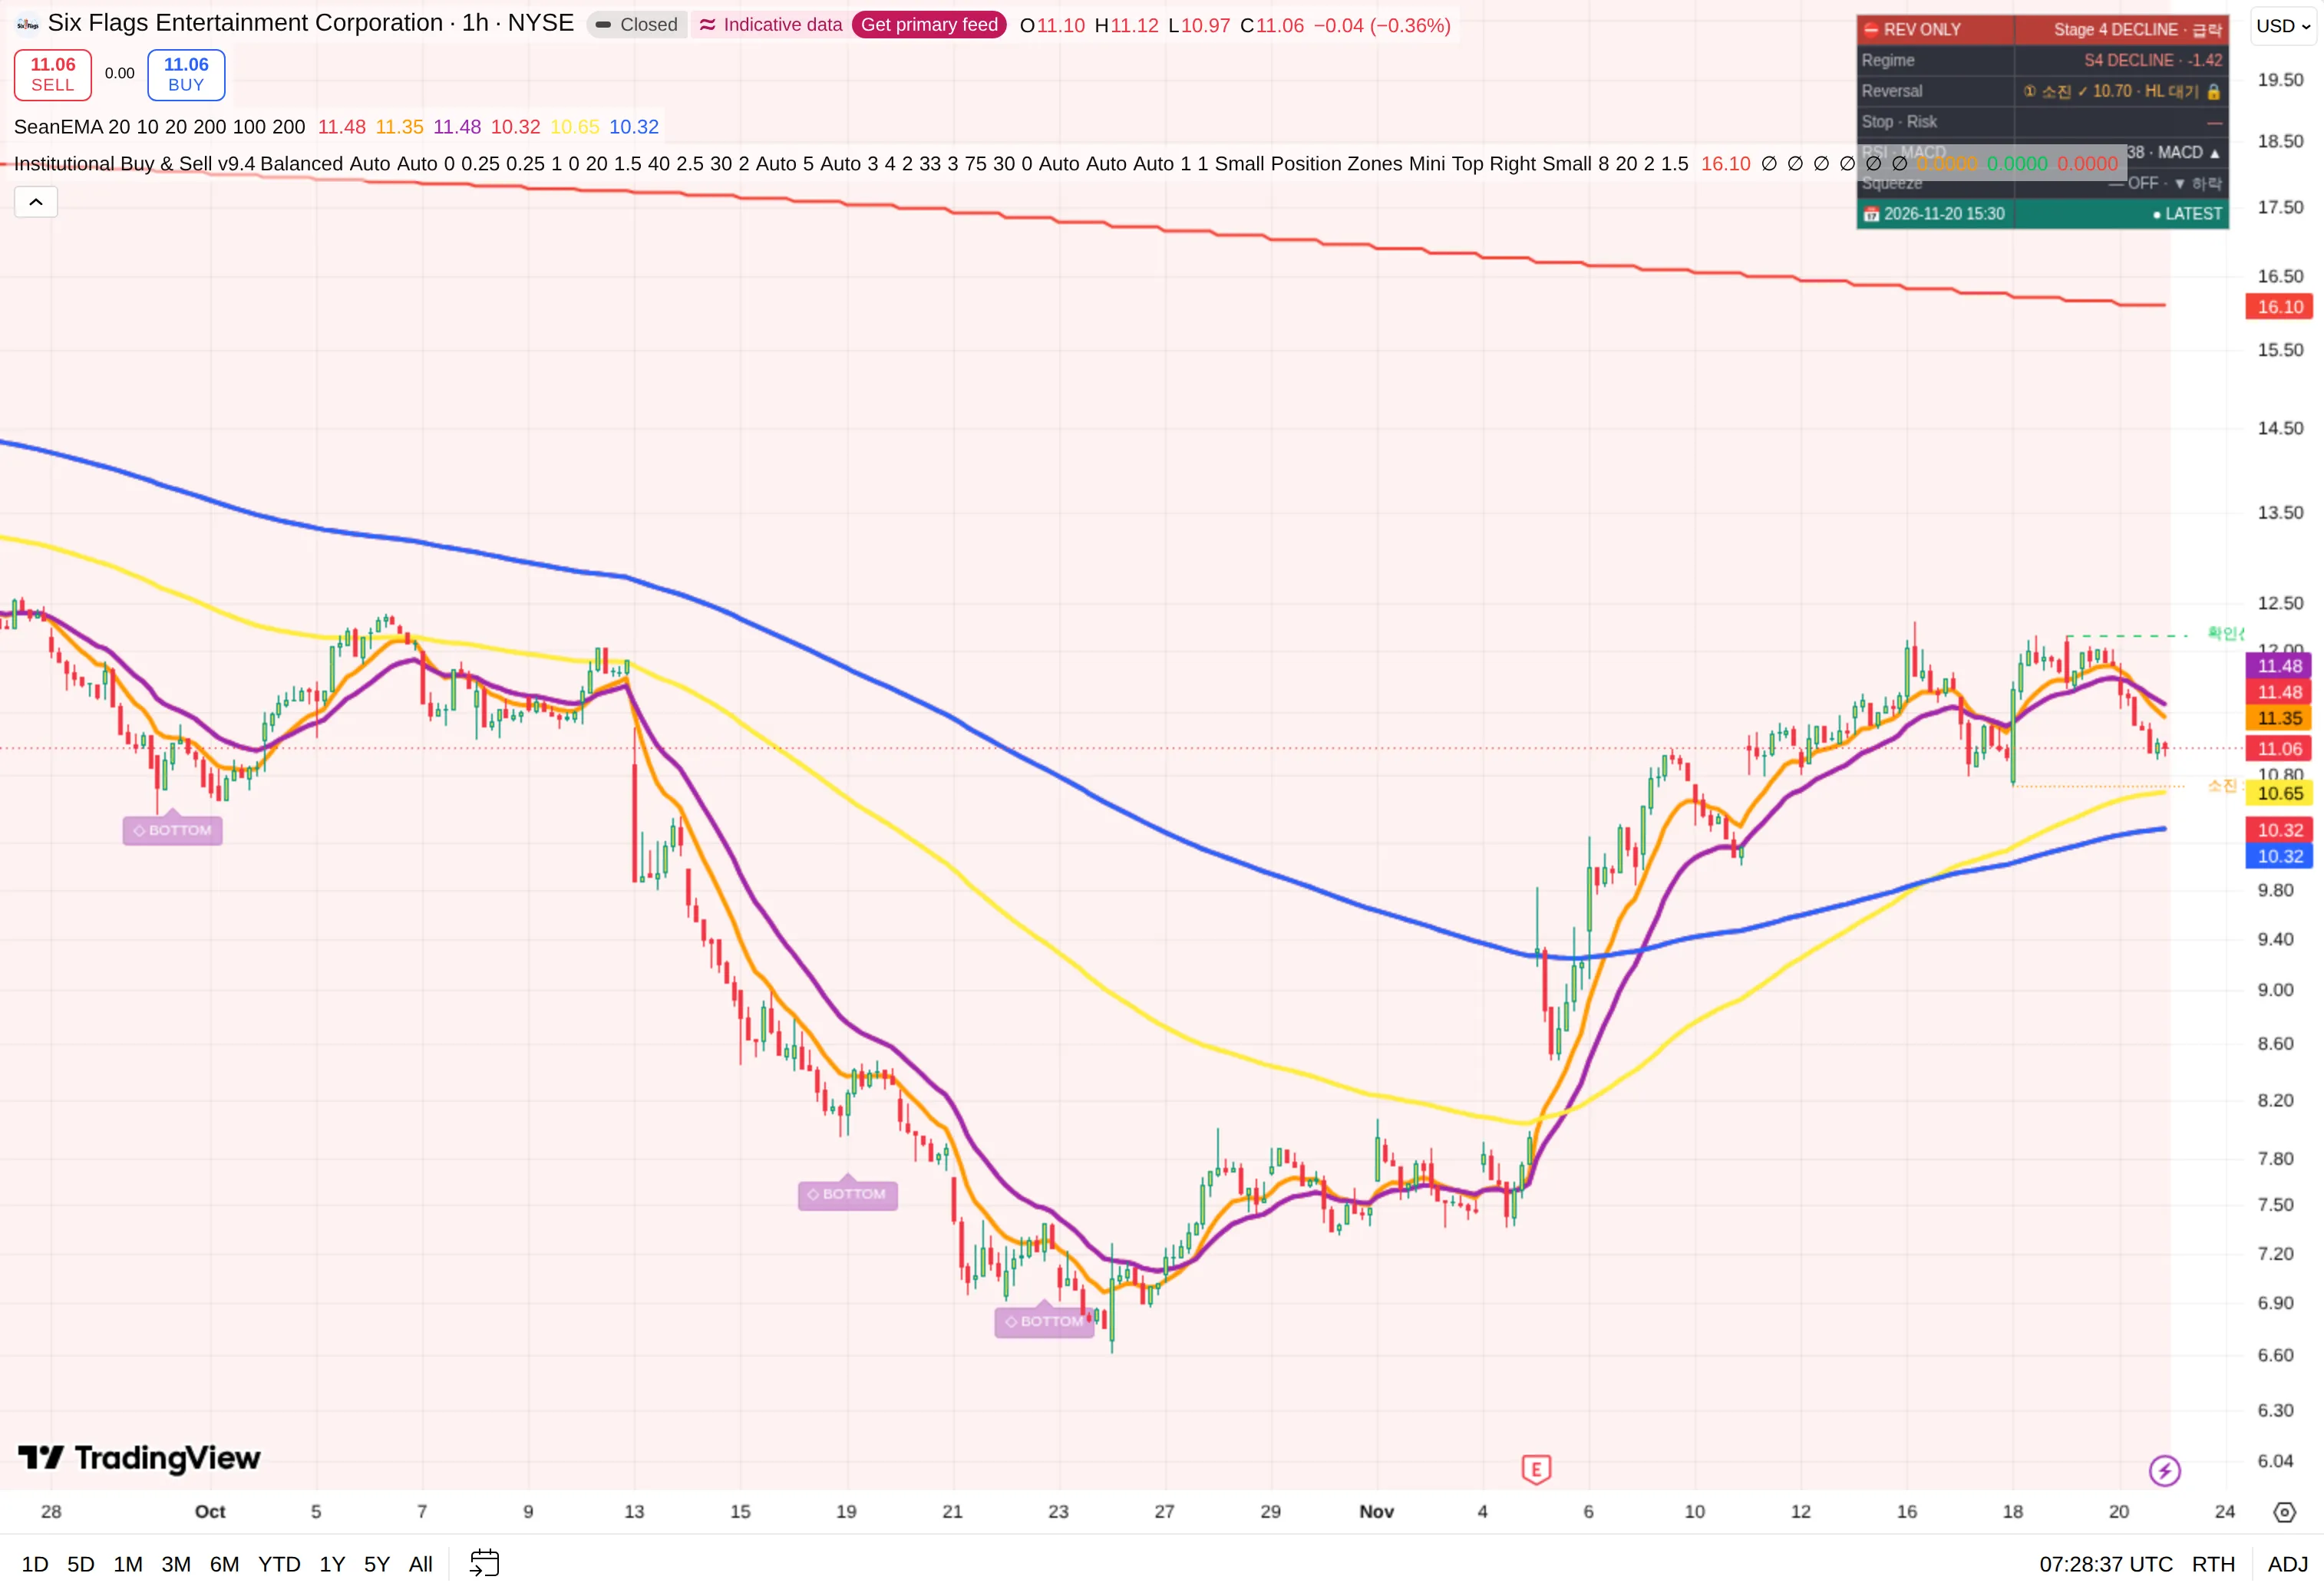 Six Flags Entertainment Corporation · 1h · NYSE Closed Indicative data Get primary feed O11.10 H11.12 L10.97 C11.06 −0.04 (−0.36%)
11.06 SELL 0.00 11.06 BUY
SeanEMA 20 10 20 200 100 200 11.48 11.35 11.48 10.32 10.65 10.32
Institutional Buy & Sell v9.4 Balanced Auto Auto 0 0.25 0.25 1 0 20 1.5 40 2.5 30 2 Auto 5 Auto 3 4 2 33 3 75 30 0 Auto Auto Auto 1 1 Small Position Zones Mini Top Right Small 8 20 2 1.5 16.10 ∅ ∅ ∅ ∅ ∅ ∅ 0.0000 0.0000 0.0000
REV ONLY Stage 4 DECLINE · 급락
Regime S4 DECLINE · -1.42
Reversal ① 소진 ✓ 10.70 · HL 대기
Stop · Risk —
RSI · MACD 38 · MACD ▲
Squeeze — OFF · ▼ 하락
2026-11-20 15:30 ● LATEST
USD
19.50
18.50
17.50
16.50
16.10
15.50
14.50
13.50
12.50
12.00
11.48
11.48
11.35
11.06
10.80
10.65
10.32
10.32
9.80
9.40
9.00
8.60
8.20
7.80
7.50
7.20
6.90
6.60
6.30
6.04
소진
◇ BOTTOM
◇ BOTTOM
◇ BOTTOM
TradingView
E
28 Oct 5 7 9 13 15 19 21 23 27 29 Nov 4 6 10 12 16 18 20 24
1D 5D 1M 3M 6M YTD 1Y 5Y All 07:28:37 UTC RTH ADJ